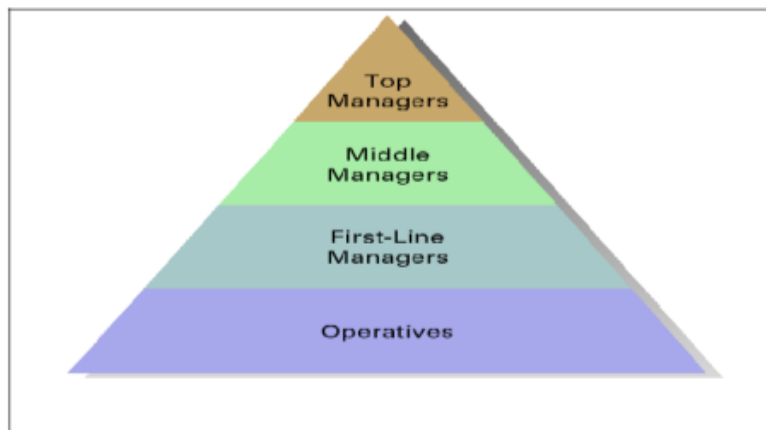 Top
Managers
Middle
Managers
First-Line
Managers
Operatives